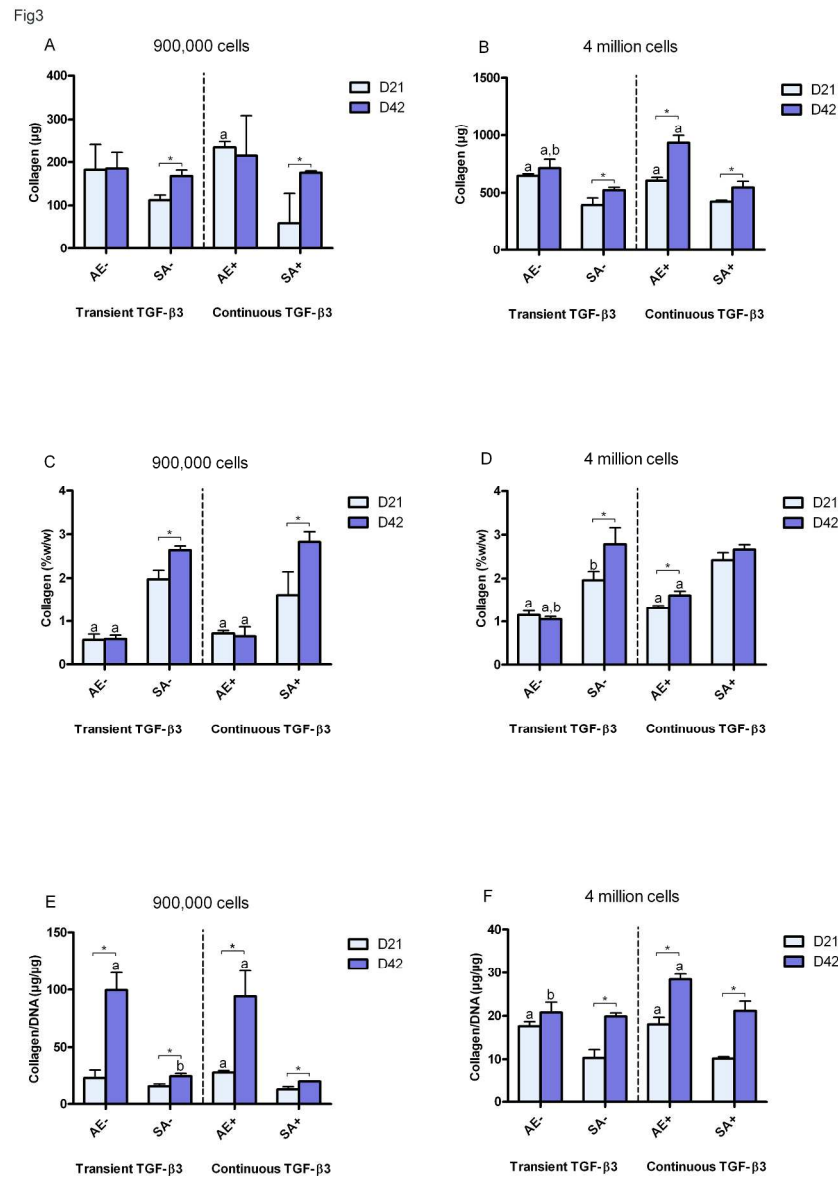 Fig3
A
900,000 cells
400
300
200
100
0
Collagen (µg)
a
*
*
D21
D42
AE-
SA-
AE+
SA+
Transient TGF-β3
Continuous TGF-β3
B
4 million cells
1500
1000
500
0
Collagen (µg)
a
a,b
*
a
*
a
*
D21
D42
AE-
SA-
AE+
SA+
Transient TGF-β3
Continuous TGF-β3
C
900,000 cells
4
3
2
1
0
Collagen (%w/w)
a
a
*
a
a
*
D21
D42
AE-
SA-
AE+
SA+
Transient TGF-β3
Continuous TGF-β3
D
4 million cells
4
3
2
1
0
Collagen (%w/w)
a
a,b
b
*
a
*
a
D21
D42
AE-
SA-
AE+
SA+
Transient TGF-β3
Continuous TGF-β3
E
900,000 cells
150
100
50
0
Collagen/DNA (µg/µg)
*
a
*
b
a
*
a
*
D21
D42
AE-
SA-
AE+
SA+
Transient TGF-β3
Continuous TGF-β3
F
4 million cells
40
30
20
10
0
Collagen/DNA (µg/µg)
a
b
*
a
*
a
*
D21
D42
AE-
SA-
AE+
SA+
Transient TGF-β3
Continuous TGF-β3